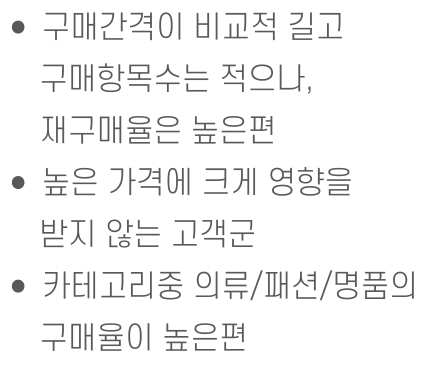 • 구매간격이 비교적 길고
구매항목수는 적으나,
재구매율은 높은편
• 높은 가격에 크게 영향을
받지 않는 고객군
• 카테고리중 의류/패션/명품의
구매율이 높은편